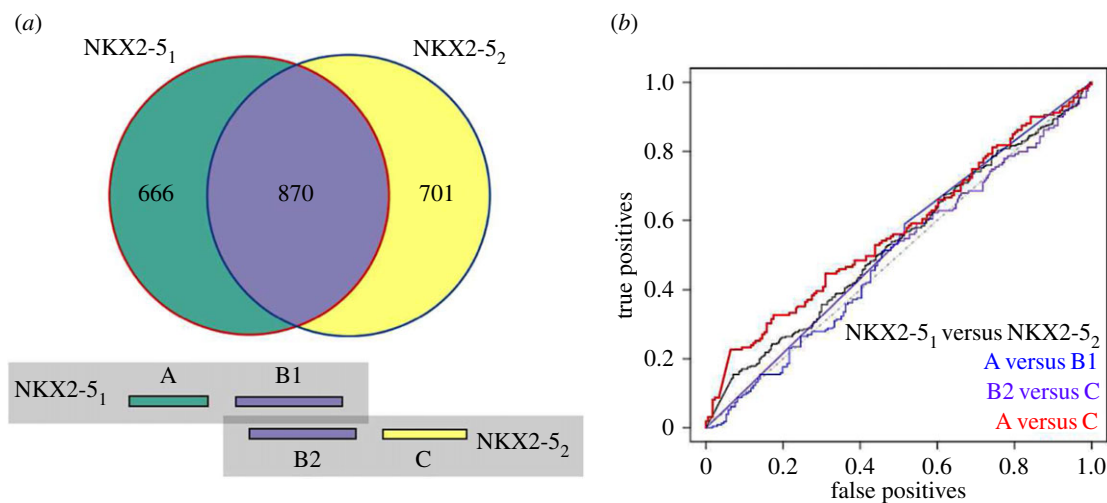 (a)
NKX2-5₁
NKX2-5₂
666
870
701
NKX2-5₁
A
B1
B2
C
NKX2-5₂
(b)
1.0
0.8
0.6
0.4
0.2
0
true positives
NKX2-5₁ versus NKX2-5₂
A versus B1
B2 versus C
A versus C
0
0.2
0.4
0.6
0.8
1.0
false positives